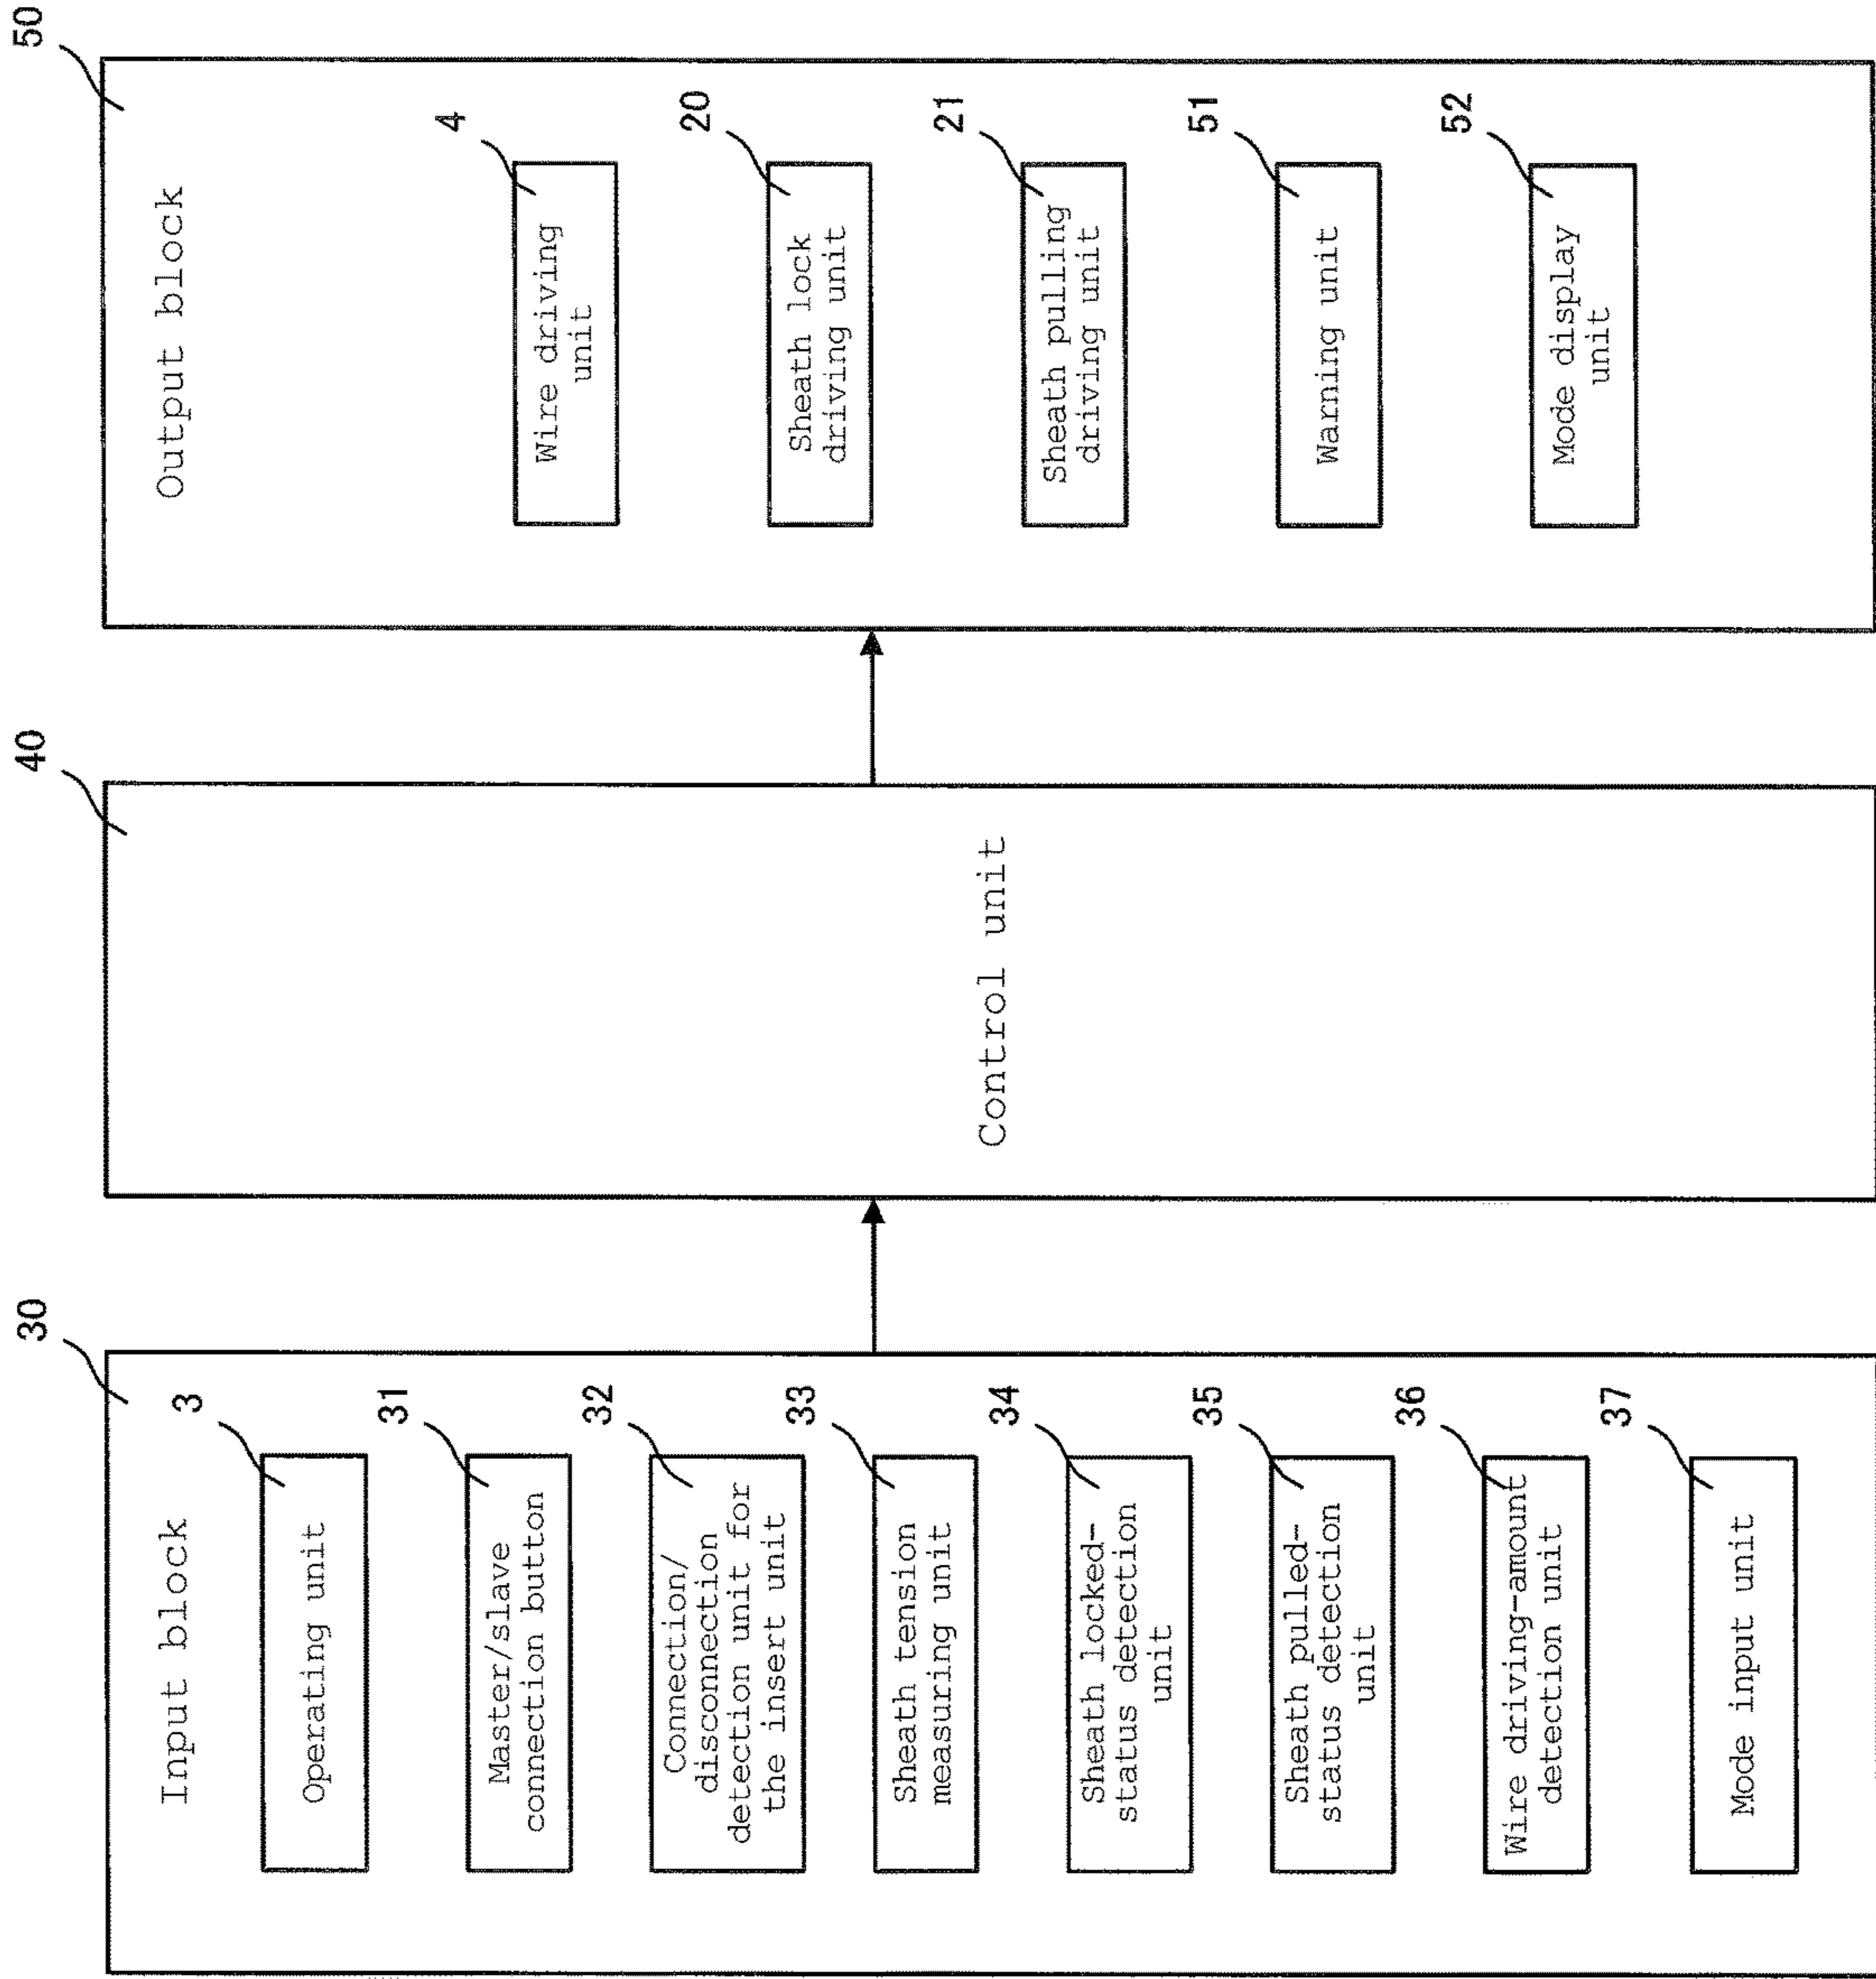 30
Input block
3
Operating unit
31
Master/slave
connection button
32
Connection/
disconnection
detection unit for
the insert unit
33
Sheath tension
measuring unit
34
Sheath locked-
status detection
unit
35
Sheath pulled-
status detection
unit
36
Wire driving-amount
detection unit
37
Mode input unit
40
Control unit
50
Output block
4
Wire driving
unit
20
Sheath lock
driving unit
21
Sheath pulling
driving unit
51
Warning unit
52
Mode display
unit